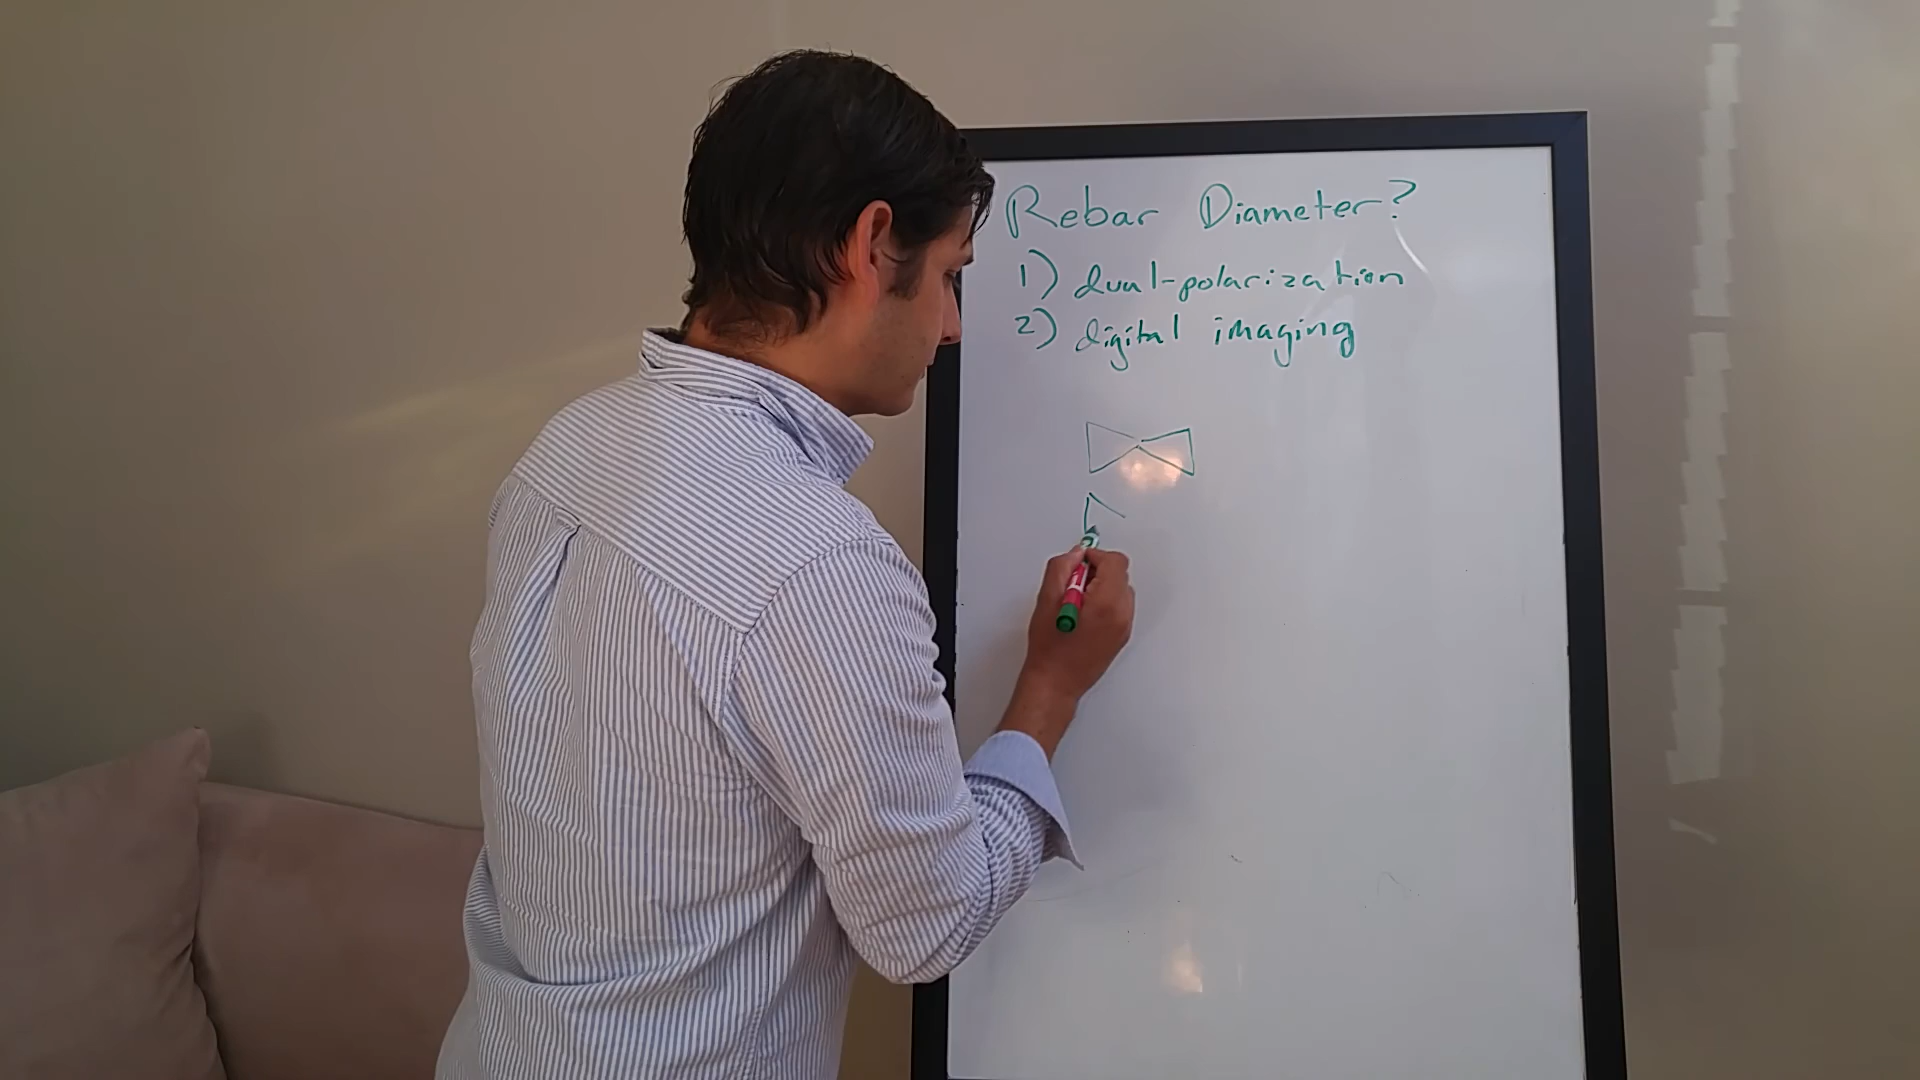 Rebar Diameter?
1) dual-polarization
2) digital imaging